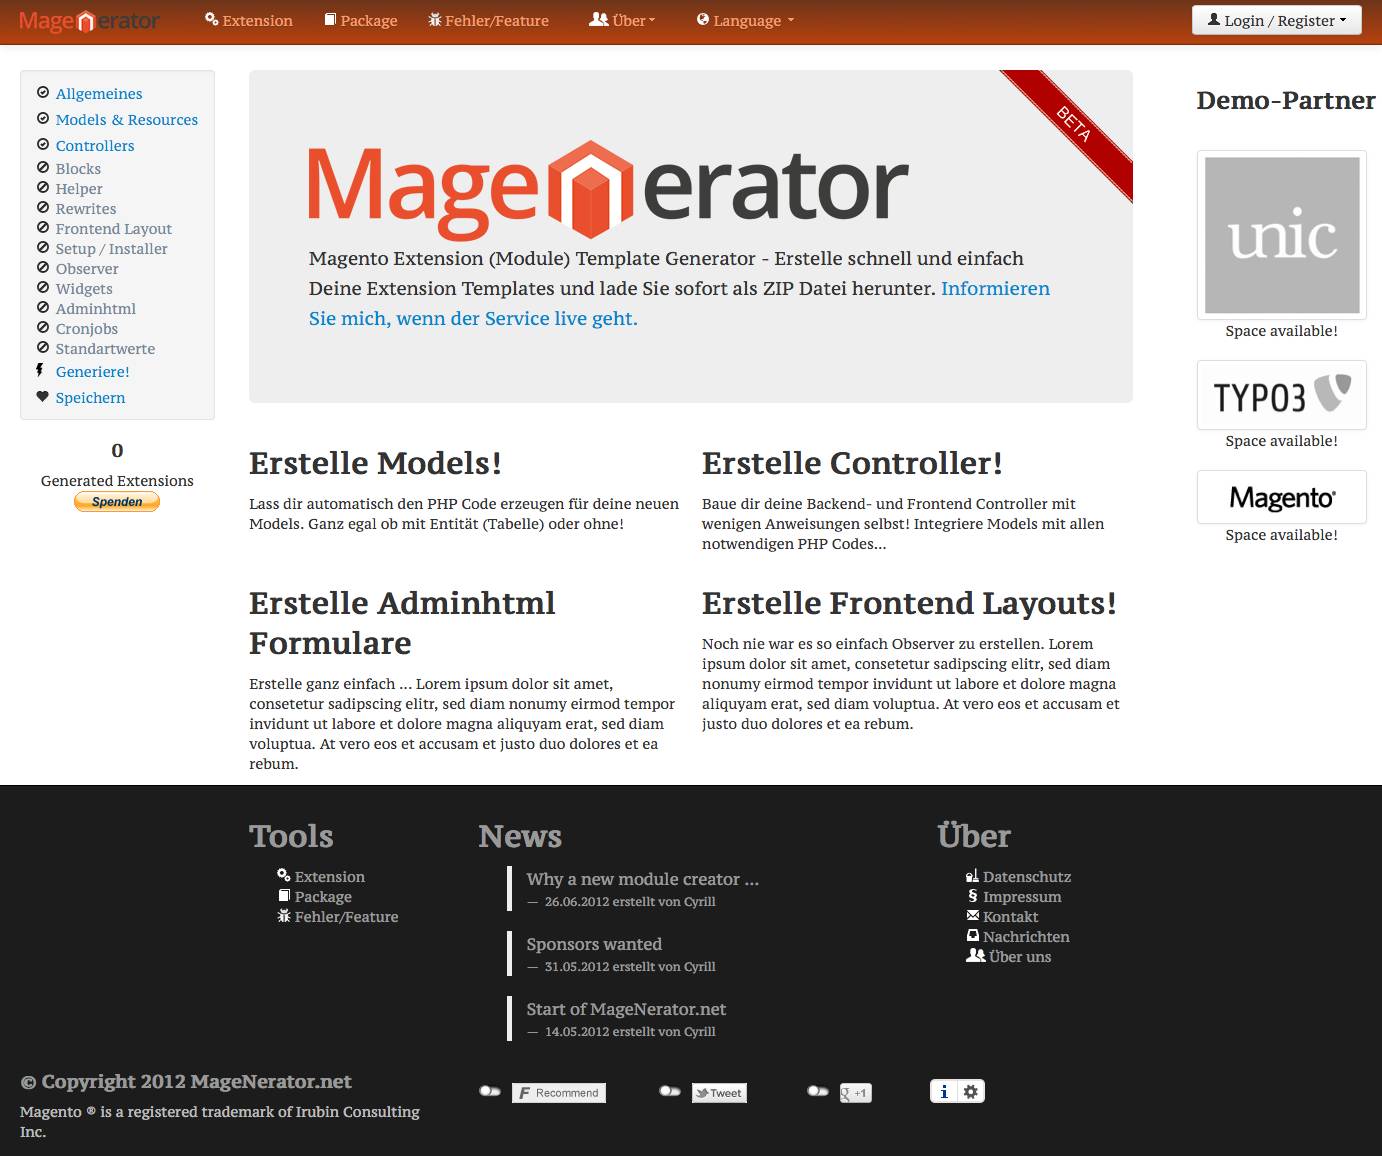 Magenerator
Extension
Package
Fehler/Feature
Über
Language
Login / Register
Allgemeines
Models & Resources
Controllers
Blocks
Helper
Rewrites
Frontend Layout
Setup / Installer
Observer
Widgets
Adminhtml
Cronjobs
Standartwerte
Generiere!
Speichern
0
Generated Extensions
Spenden
BETA
Magenerator
Magento Extension (Module) Template Generator - Erstelle schnell und einfach
Deine Extension Templates und lade Sie sofort als ZIP Datei herunter. Informieren
Sie mich, wenn der Service live geht.
Erstelle Models!
Lass dir automatisch den PHP Code erzeugen für deine neuen
Models. Ganz egal ob mit Entität (Tabelle) oder ohne!
Erstelle Controller!
Baue dir deine Backend- und Frontend Controller mit
wenigen Anweisungen selbst! Integriere Models mit allen
notwendigen PHP Codes...
Erstelle Adminhtml
Formulare
Erstelle ganz einfach ... Lorem ipsum dolor sit amet,
consetetur sadipscing elitr, sed diam nonumy eirmod tempor
invidunt ut labore et dolore magna aliquyam erat, sed diam
voluptua. At vero eos et accusam et justo duo dolores et ea
rebum.
Erstelle Frontend Layouts!
Noch nie war es so einfach Observer zu erstellen. Lorem
ipsum dolor sit amet, consetetur sadipscing elitr, sed diam
nonumy eirmod tempor invidunt ut labore et dolore magna
aliquyam erat, sed diam voluptua. At vero eos et accusam et
justo duo dolores et ea rebum.
Demo-Partner
unic
Space available!
TYPO3
Space available!
Magento®
Space available!
Tools
Extension
Package
Fehler/Feature
News
Why a new module creator ...
— 26.06.2012 erstellt von Cyrill
Sponsors wanted
— 31.05.2012 erstellt von Cyrill
Start of MageNerator.net
— 14.05.2012 erstellt von Cyrill
Über
Datenschutz
§ Impressum
Kontakt
Nachrichten
Über uns
© Copyright 2012 MageNerator.net
Magento ® is a registered trademark of Irubin Consulting
Inc.
F Recommend
Tweet
g +1
i